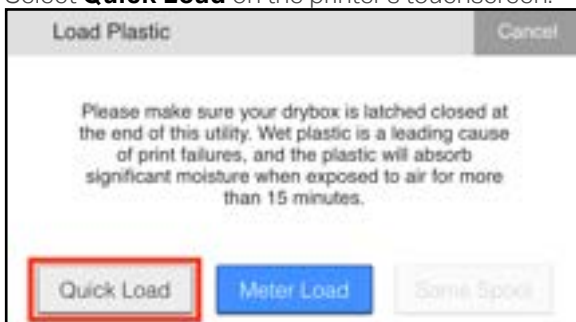 Select Quick Load on the printer's touchscreen.
Load Plastic
Cancel
Please make sure your drybox is latched closed at
the end of this utility. Wet plastic is a leading cause
of print failures, and the plastic will absorb
significant moisture when exposed to air for more
than 15 minutes.
Quick Load
Meter Load
Same Spool